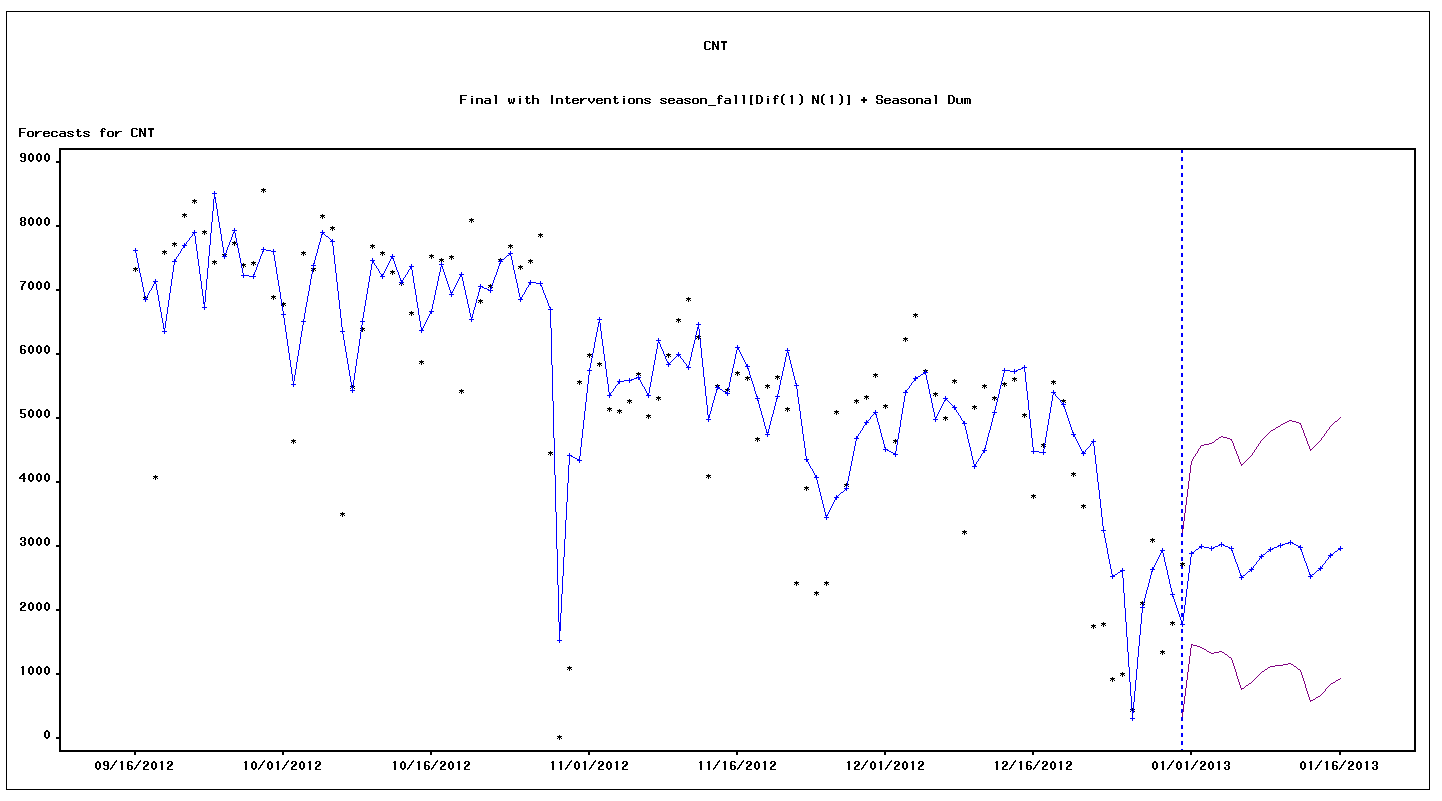 CNT
Final with Interventions season_fall[Dif(1) N(1)] + Seasonal Dum
Forecasts for CNT
9000
8000
7000
6000
5000
4000
3000
2000
1000
0
09/16/2012 10/01/2012 10/16/2012 11/01/2012 11/16/2012 12/01/2012 12/16/2012 01/01/2013 01/16/2013